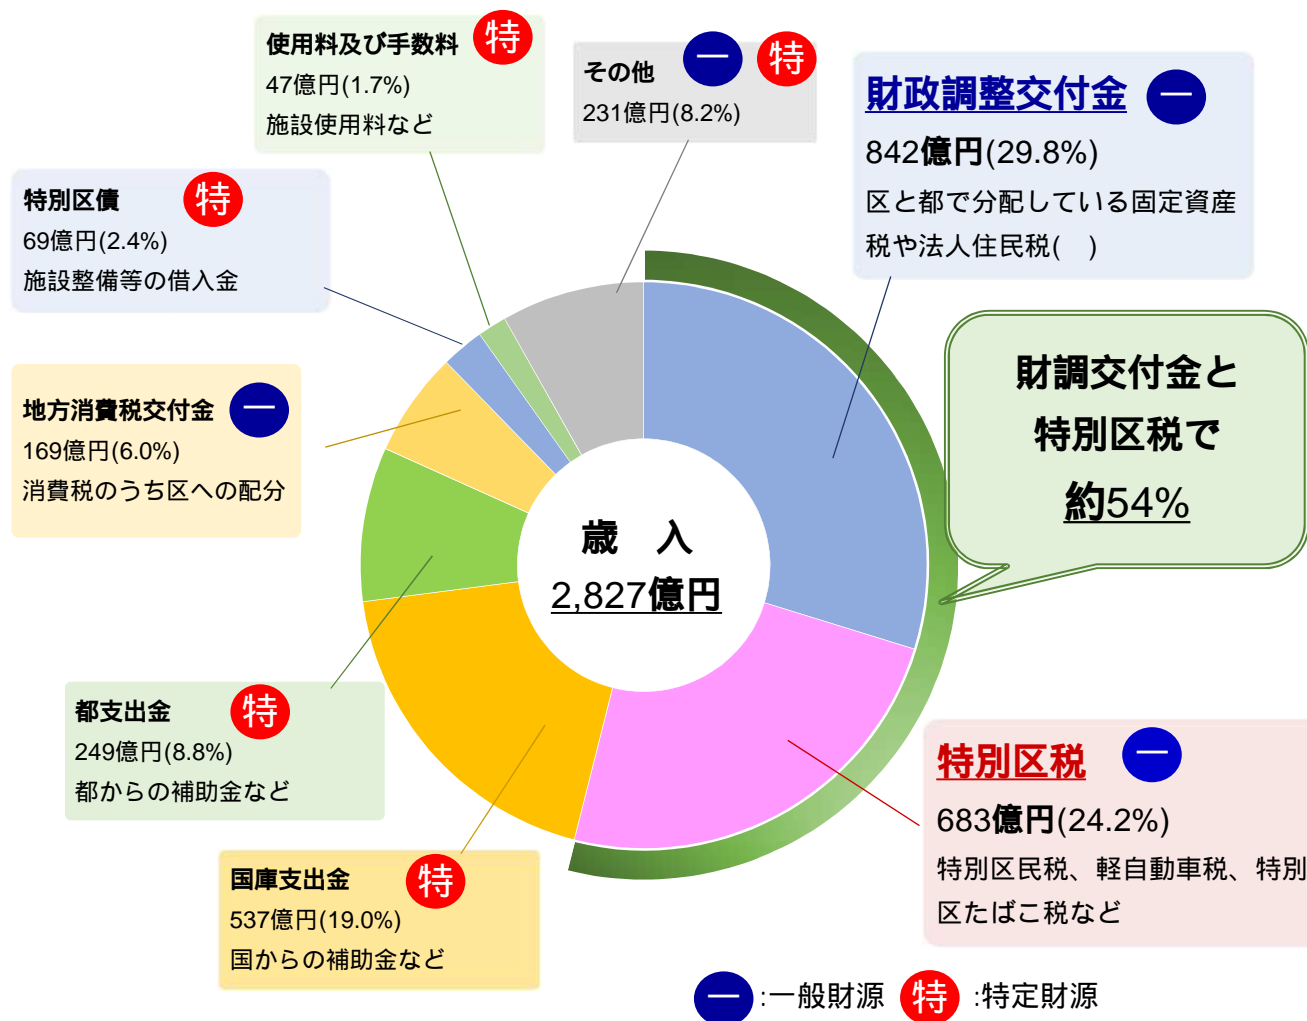 使用料及び手数料 特
47億円(1.7%)
施設使用料など
その他 一 特
231億円(8.2%)
財政調整交付金 一
842億円(29.8%)
区と都で分配している固定資産
税や法人住民税( )
特別区債 特
69億円(2.4%)
施設整備等の借入金
財調交付金と
特別区税で
約54%
地方消費税交付金 一
169億円(6.0%)
消費税のうち区への配分
歳 入
2,827億円
都支出金 特
249億円(8.8%)
都からの補助金など
特別区税 一
683億円(24.2%)
特別区民税、軽自動車税、特別
区たばこ税など
国庫支出金 特
537億円(19.0%)
国からの補助金など
一 :一般財源 特 :特定財源